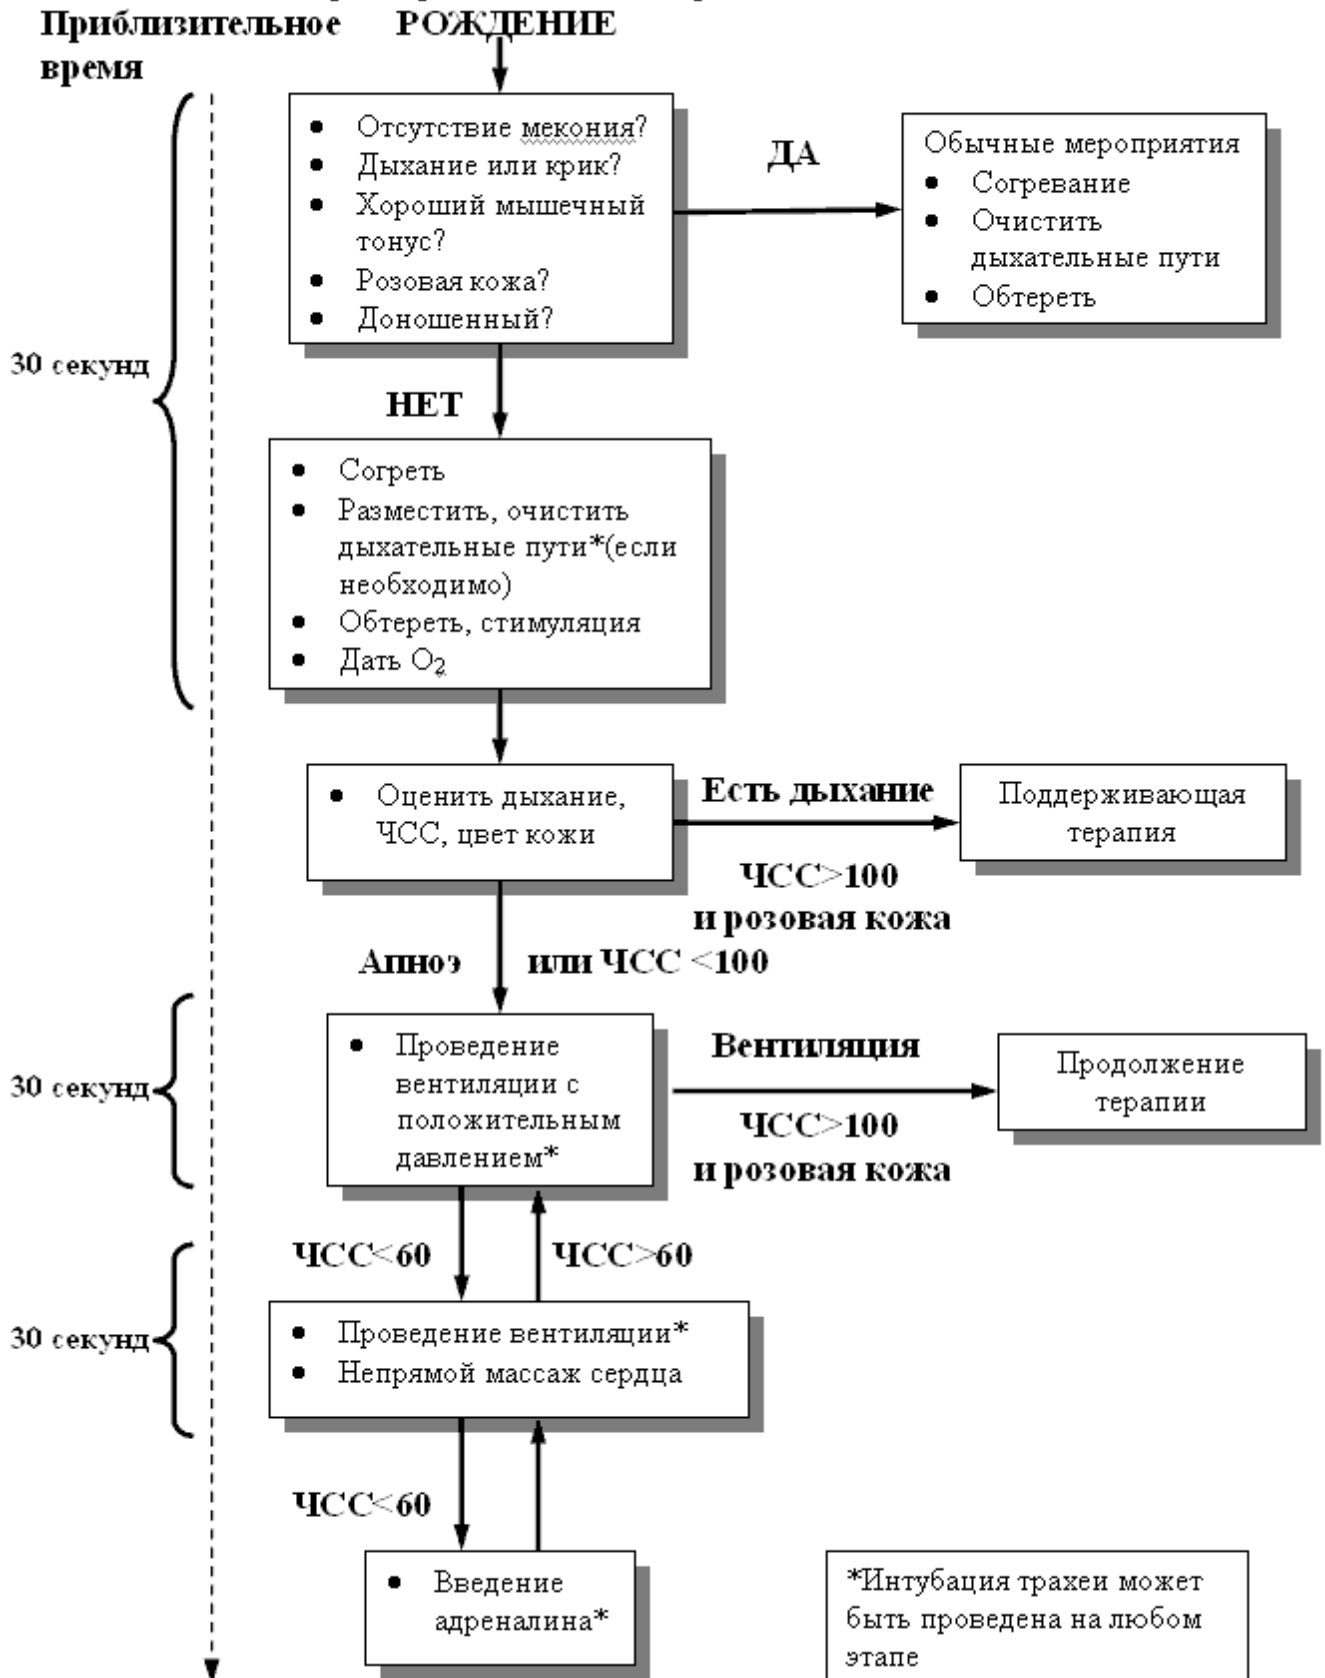 Приблизительное
время
РОЖДЕНИЕ
Отсутствие мекония?
Дыхание или крик?
Хороший мышечный
тонус?
Розовая кожа?
Доношенный?
ДА
Обычные мероприятия
Согревание
Очистить
дыхательные пути
Обтереть
30 секунд
НЕТ
Согреть
Разместить, очистить
дыхательные пути*(если
необходимо)
Обтереть, стимуляция
Дать O₂
Оценить дыхание,
ЧСС, цвет кожи
Есть дыхание
ЧСС>100
и розовая кожа
Поддерживающая
терапия
Апноэ или ЧСС <100
30 секунд
Проведение
вентиляции с
положительным
давлением*
Вентиляция
ЧСС>100
и розовая кожа
Продолжение
терапии
ЧСС<60
ЧСС>60
30 секунд
Проведение вентиляции*
Непрямой массаж сердца
ЧСС<60
Введение
адреналина*
*Интубация трахеи может
быть проведена на любом
этапе